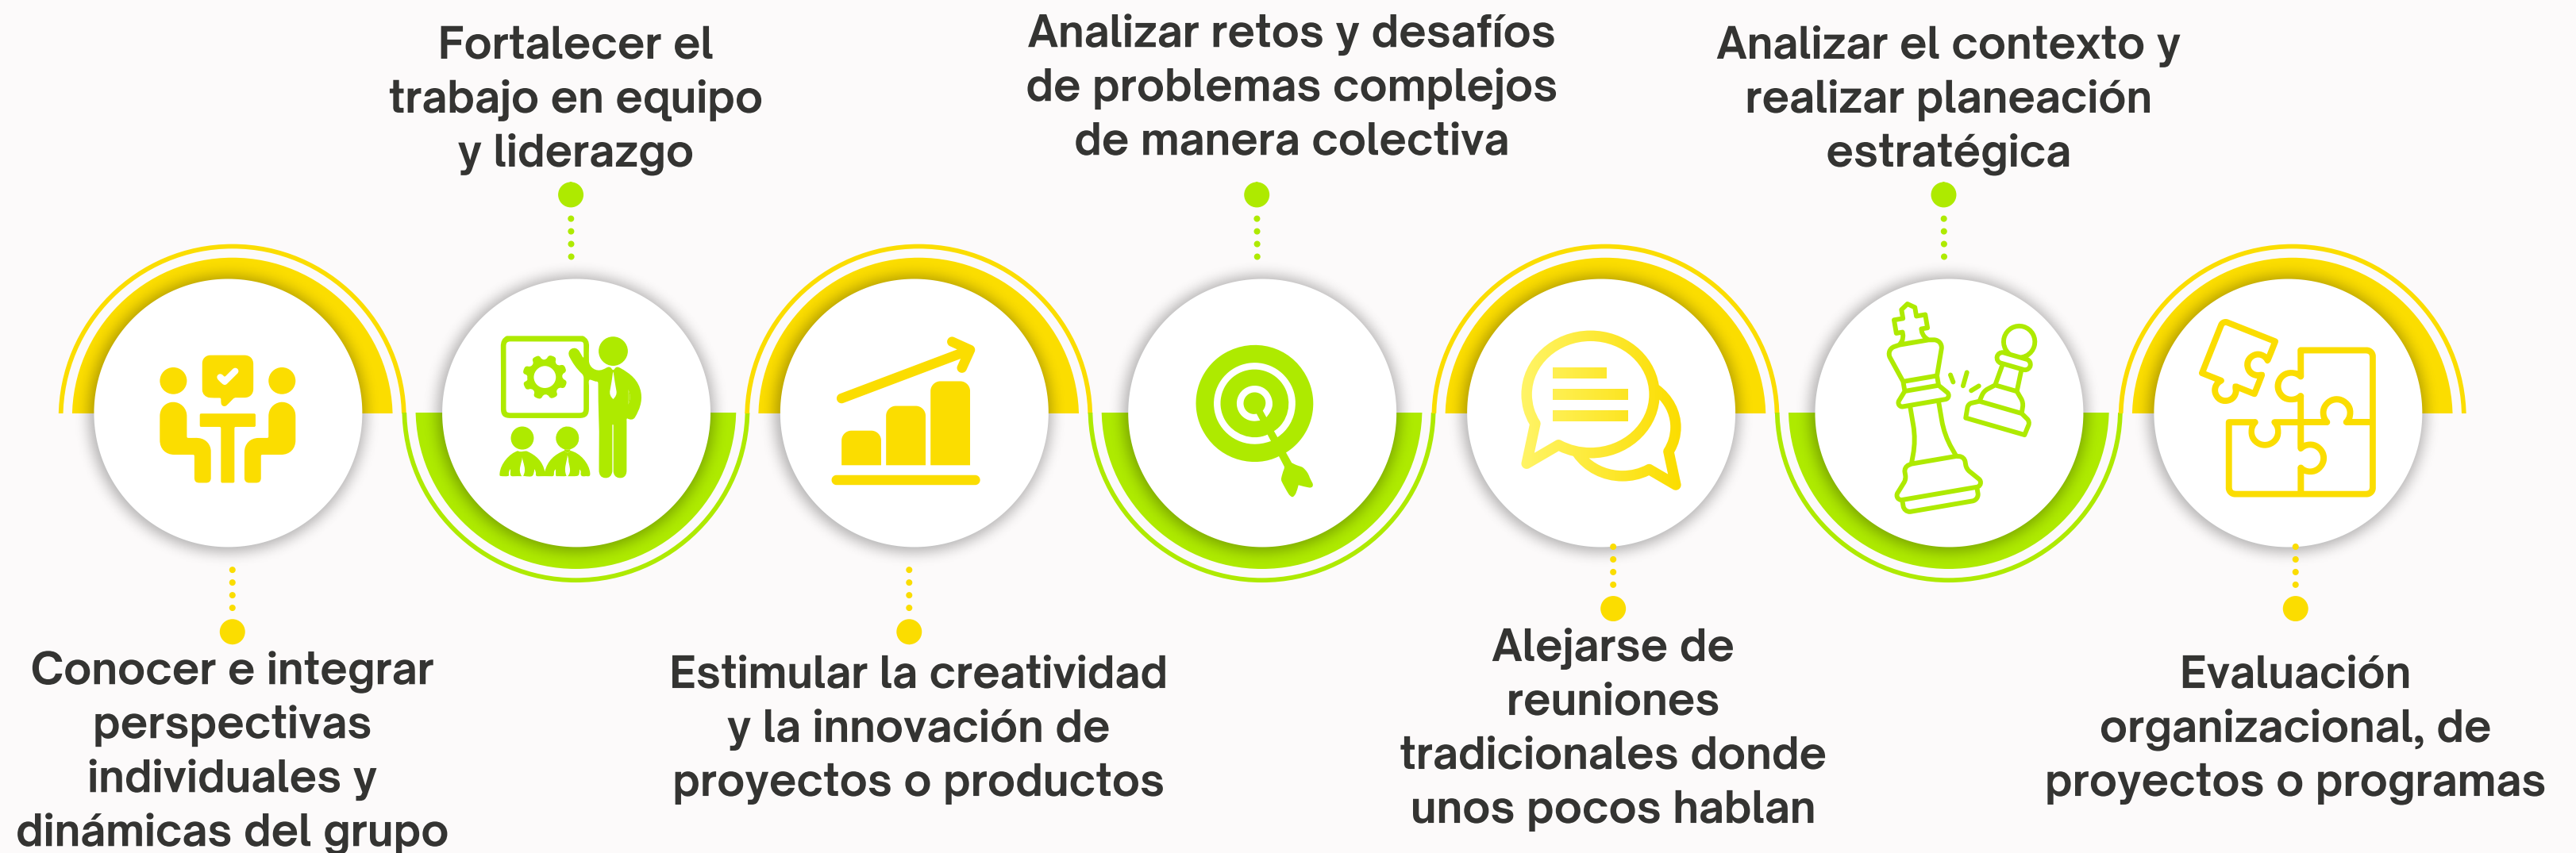 Conocer e integrar
perspectivas
individuales y
dinámicas del grupo
Fortalecer el
trabajo en equipo
y liderazgo
Estimular la creatividad
y la innovación de
proyectos o productos
Analizar retos y desafíos
de problemas complejos
de manera colectiva
Alejarse de
reuniones
tradicionales donde
unos pocos hablan
Analizar el contexto y
realizar planeación
estratégica
Evaluación
organizacional, de
proyectos o programas